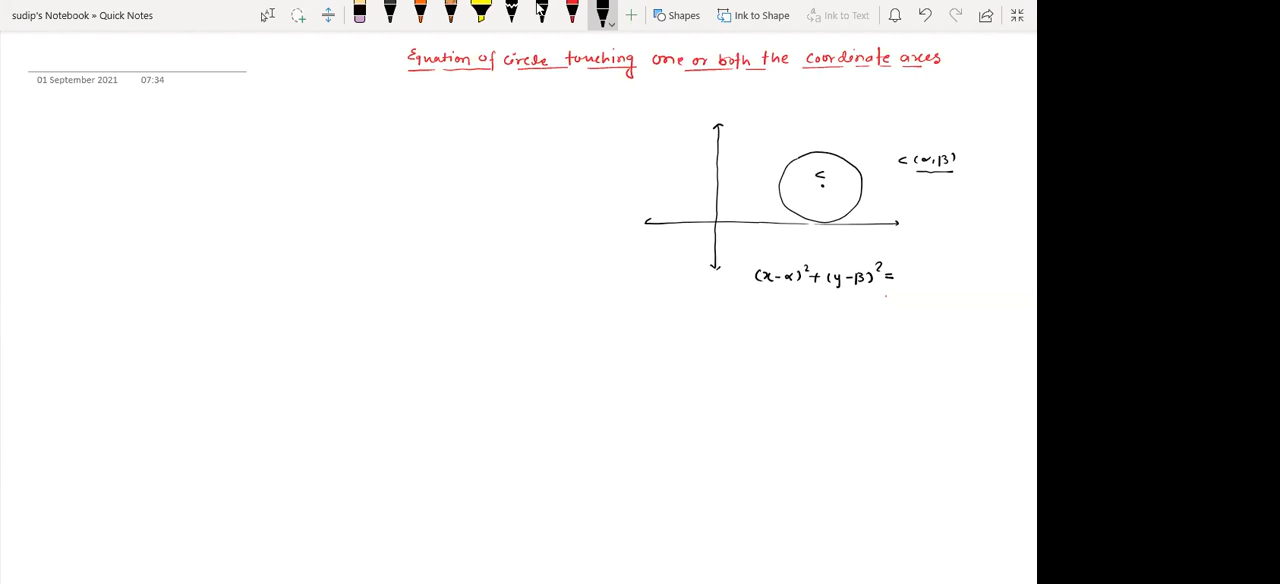 sudip's Notebook » Quick Notes
Shapes
Ink to Shape
Ink to Text
Equation of circle touching one or both the coordinate axes
01 September 2021 07:34
C (α, β)
C
(x-α)² + (y-β)² =